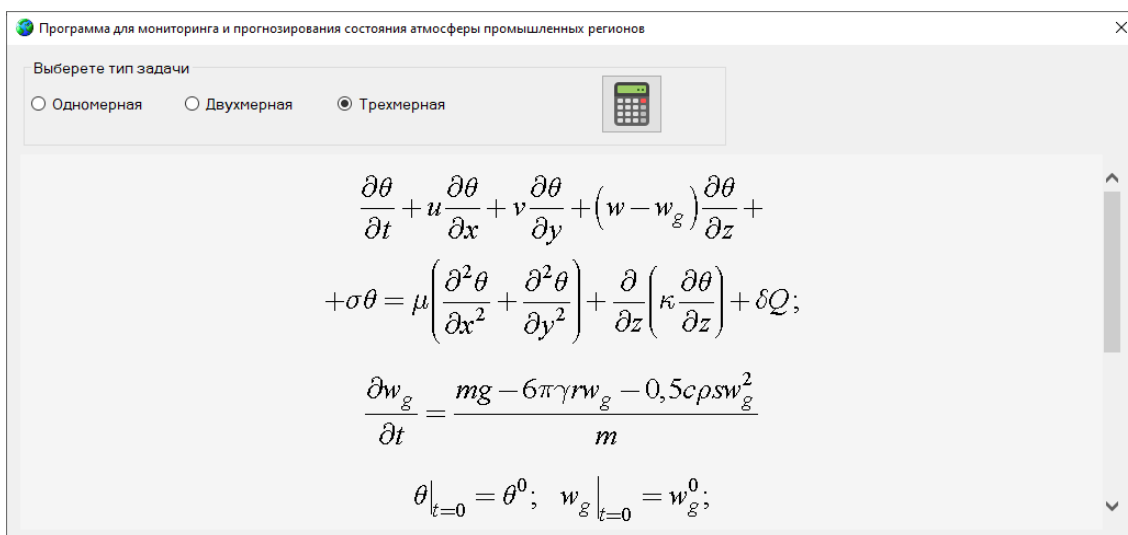 Программа для мониторинга и прогнозирования состояния атмосферы промышленных регионов
Выберете тип задачи
Одномерная Двухмерная Трехмерная
∂θ/∂t + u ∂θ/∂x + v ∂θ/∂y + (w − w_g) ∂θ/∂z +
+σθ = μ(∂²θ/∂x² + ∂²θ/∂y²) + ∂/∂z(κ ∂θ/∂z) + δQ;
∂w_g/∂t = (mg − 6πγrw_g − 0,5cρsw_g²)/m
θ|_{t=0} = θ⁰; w_g|_{t=0} = w_g⁰;